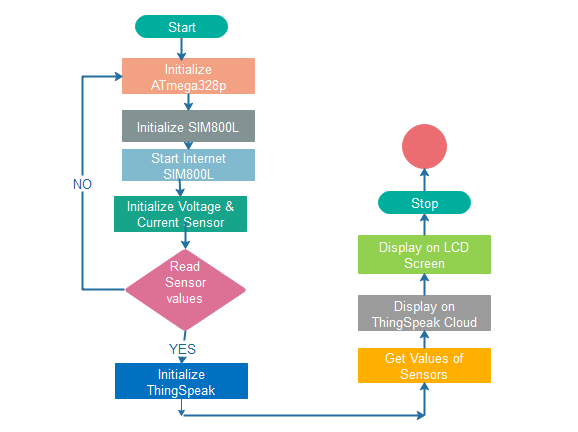 Start
Initialize
ATmega328p
Initialize SIM800L
Start Internet
SIM800L
NO
Initialize Voltage &
Current Sensor
Read
Sensor
values
YES
Initialize
ThingSpeak
Get Values of
Sensors
Display on
ThingSpeak Cloud
Display on LCD
Screen
Stop